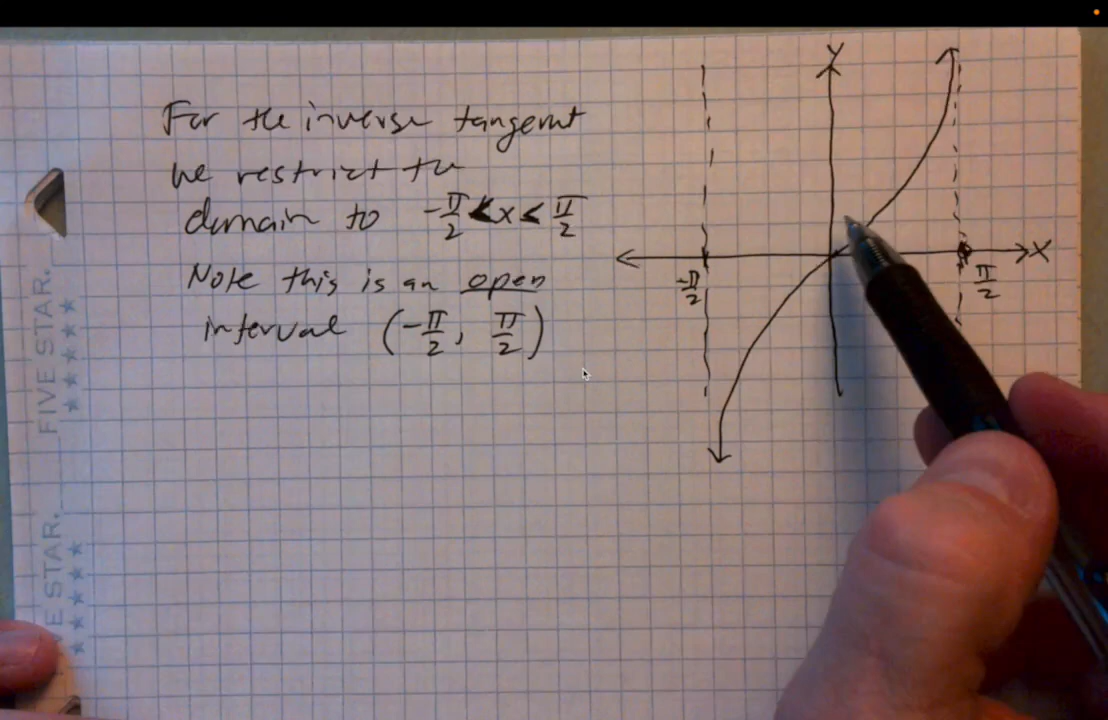 For the inverse tangent
we restrict the
domain to -π/2 < x < π/2
Note this is an open
interval (-π/2, π/2)
Y
X
-π/2
π/2
FIVE STAR.
FIVE STAR.